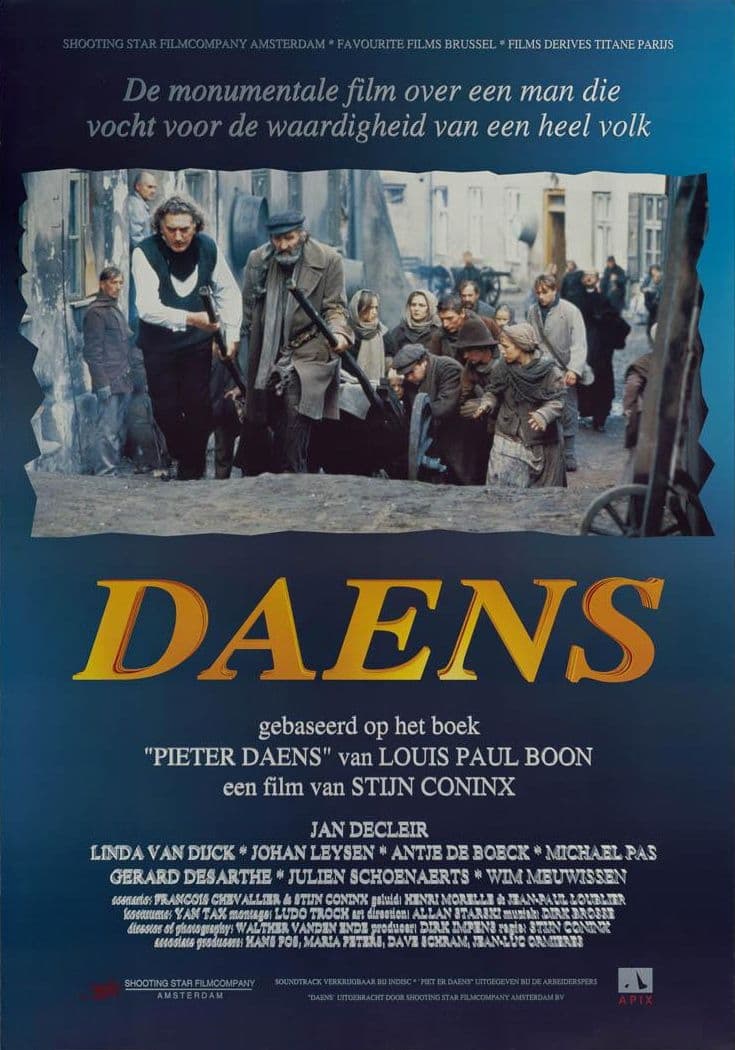 SHOOTING STAR FILMCOMPANY AMSTERDAM * FAVOURITE FILMS BRUSSEL * FILMS DERIVES TITANE PARIJS
De monumentale film over een man die
vocht voor de waardigheid van een heel volk
DAENS
gebaseerd op het boek
"PIETER DAENS" van LOUIS PAUL BOON
een film van STIJN CONINX
JAN DECLEIR
LINDA VAN DIJCK * JOHAN LEYSEN * ANTJE DE BOECK * MICHAEL PAS
GERARD DESARTHE * JULIEN SCHOENAERTS * WIM MEUWISSEN
scenario: FRANCOIS CHEVALLIER & STIJN CONINX geluid: HENRI MORELLE & JEAN-PAUL LOUBLIER
kostuums: YAN TAX montage: LUDO TROCH art direction: ALLAN STARSKI muziek: DIRK BROSSE
director of photography: WALTHER VANDEN ENDE producer: DIRK IMPENS regie: STIJN CONINX
associate producers: HANS POS, MARIA PETERS, DAVE SCHRAM, JEAN-LUC ORMIERES
SHOOTING STAR FILMCOMPANY
AMSTERDAM
SOUNDTRACK VERKRIJGBAAR BIJ INDISC * 'PIET ER DAENS" UITGEGEVEN BIJ DE ARBEIDERSPERS
"DAENS' UITGEBRACHT DOOR SHOOTING STAR FILMCOMPANY AMSTERDAM BV
APIX